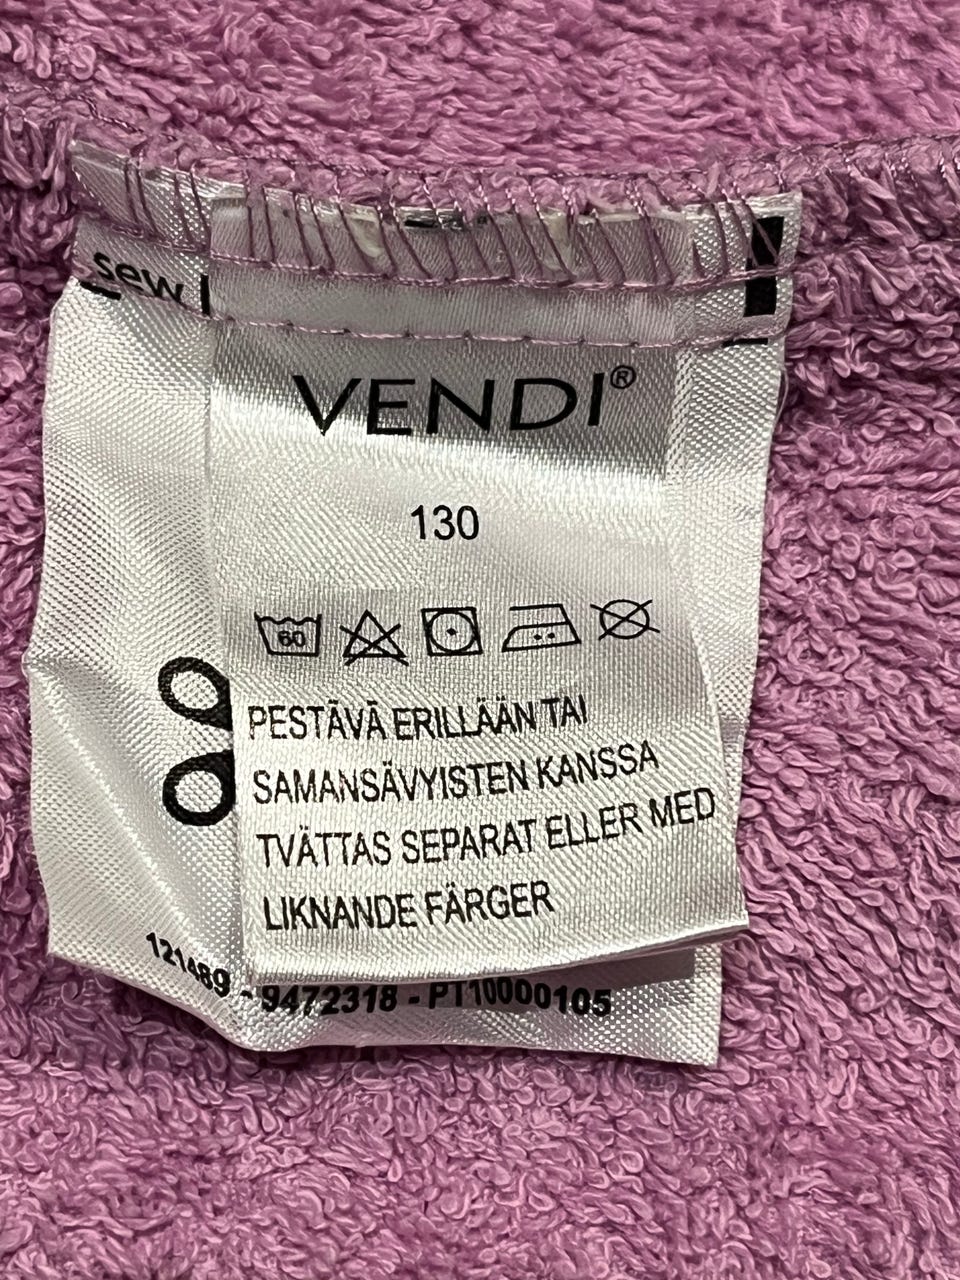 sew
VENDI®
130
60
PESTÄVÄ ERILLÄÄN TAI
SAMANSÄVYISTEN KANSSA
TVÄTTAS SEPARAT ELLER MED
LIKNANDE FÄRGER
121489 - 9472318 - PT10000105